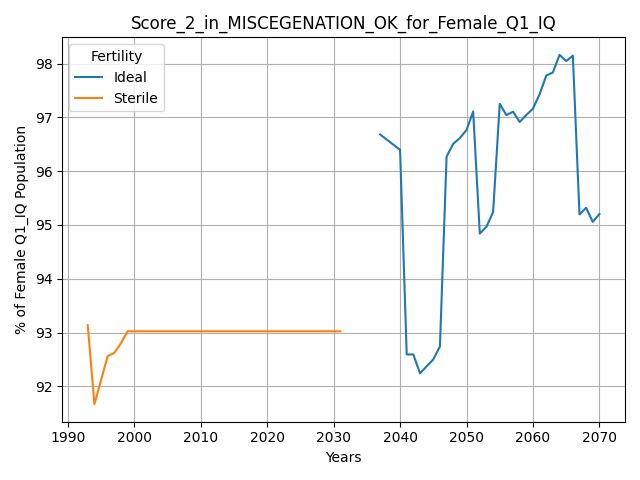 Score_2_in_MISCEGENATION_OK_for_Female_Q1_IQ
Fertility
Ideal
Sterile
% of Female Q1_IQ Population
98
97
96
95
94
93
92
1990 2000 2010 2020 2030 2040 2050 2060 2070
Years